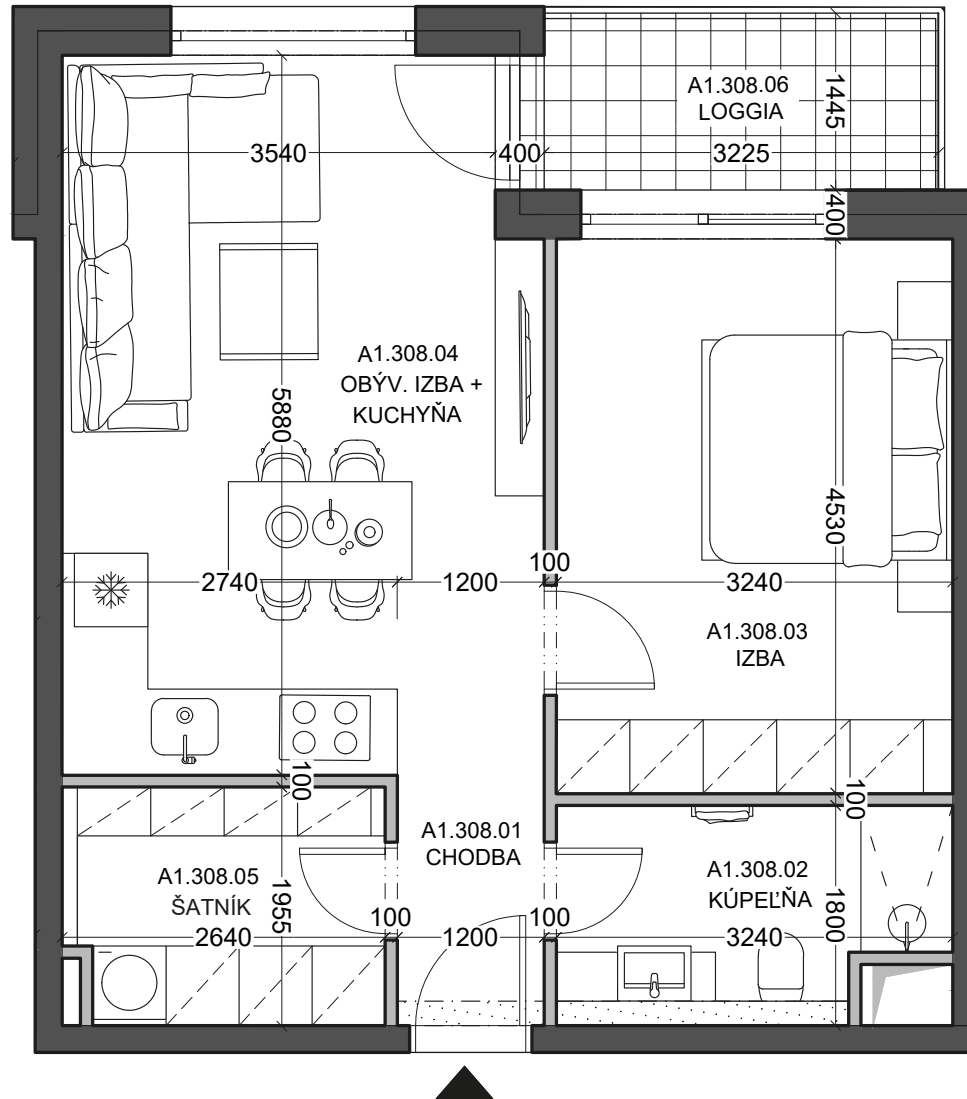 A1.308.06
LOGGIA
1445
3540
400
3225
400
A1.308.04
OBÝV. IZBA +
KUCHYŇA
5880
4530
100
2740
1200
3240
A1.308.03
IZBA
100
100
A1.308.01
CHODBA
A1.308.05
ŠATNÍK
1955
A1.308.02
KÚPEĽŇA
1800
100
100
2640
1200
3240